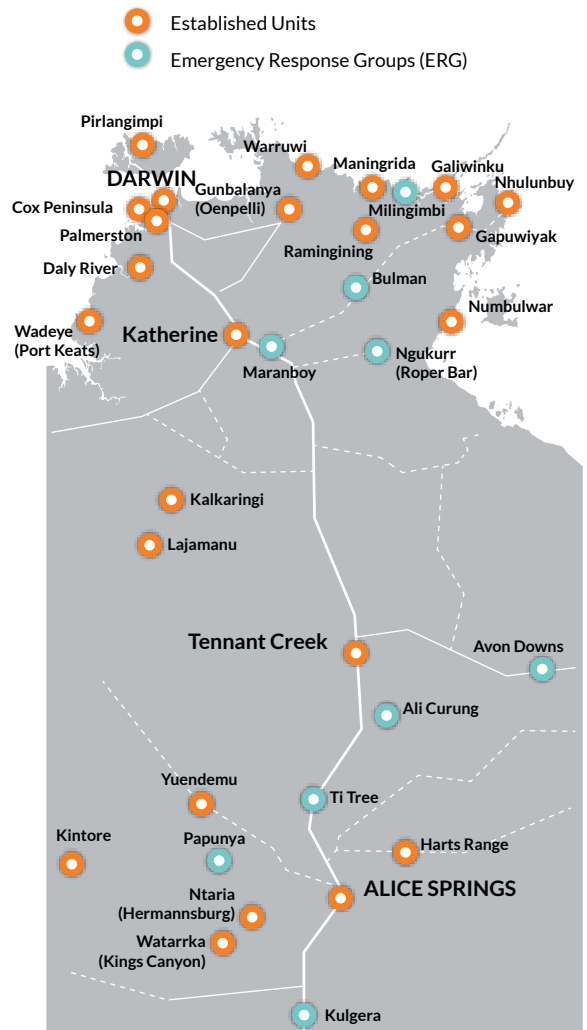 Established Units
Emergency Response Groups (ERG)
Pirlangimpi
Warruwi
DARWIN
Maningrida
Galiwinku
Nhulunbuy
Gunbalanya
(Oenpelli)
Cox Peninsula
Milingimbi
Palmerston
Ramingining
Gapuwiyak
Daly River
Bulman
Numbulwar
Wadeye
(Port Keats)
Katherine
Maranboy
Ngukurr
(Roper Bar)
Kalkaringi
Lajamanu
Tennant Creek
Avon Downs
Ali Curung
Yuendemu
Ti Tree
Kintore
Papunya
Harts Range
Ntaria
(Hermannsburg)
ALICE SPRINGS
Watarrka
(Kings Canyon)
Kulgera